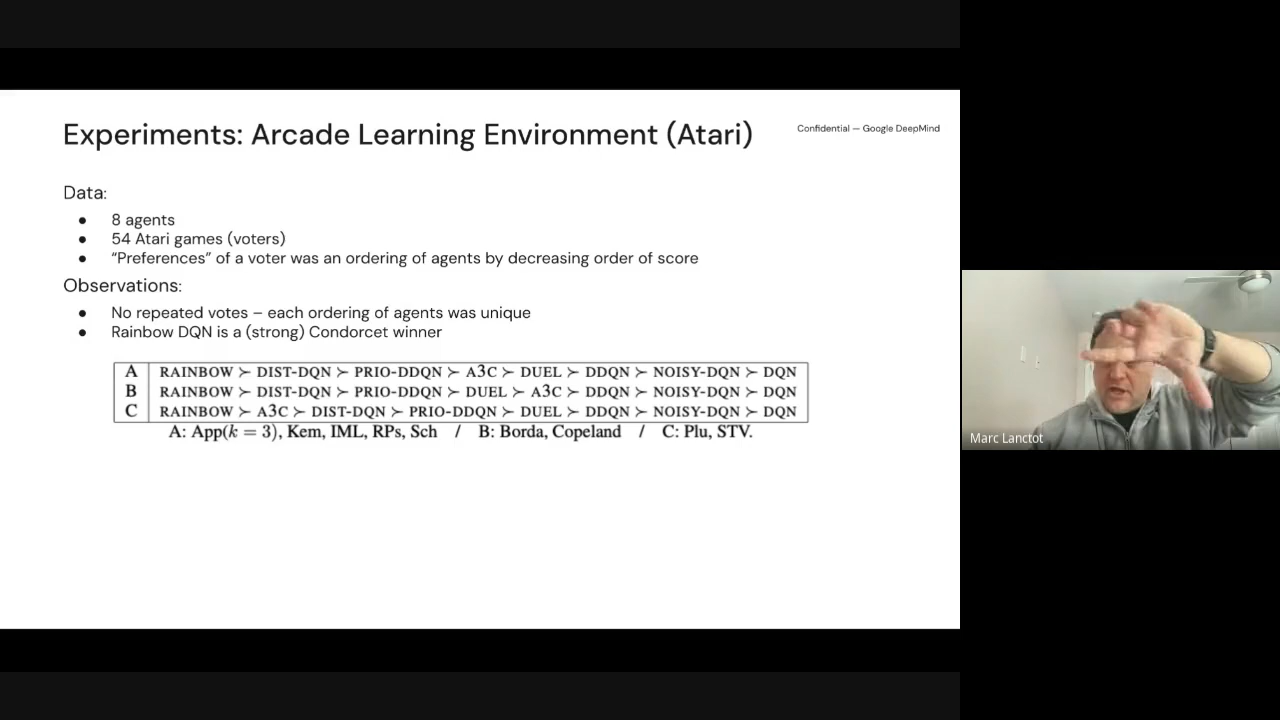 Experiments: Arcade Learning Environment (Atari)
Confidential — Google DeepMind
Data:
● 8 agents
● 54 Atari games (voters)
● “Preferences” of a voter was an ordering of agents by decreasing order of score
Observations:
● No repeated votes – each ordering of agents was unique
● Rainbow DQN is a (strong) Condorcet winner
A RAINBOW ≻ DIST-DQN ≻ PRIO-DDQN ≻ A3C ≻ DUEL ≻ DDQN ≻ NOISY-DQN ≻ DQN
B RAINBOW ≻ DIST-DQN ≻ PRIO-DDQN ≻ DUEL ≻ A3C ≻ DDQN ≻ NOISY-DQN ≻ DQN
C RAINBOW ≻ A3C ≻ DIST-DQN ≻ PRIO-DDQN ≻ DUEL ≻ DDQN ≻ NOISY-DQN ≻ DQN
A: App(k = 3), Kem, IML, RPs, Sch / B: Borda, Copeland / C: Plu, STV.
Marc Lanctot